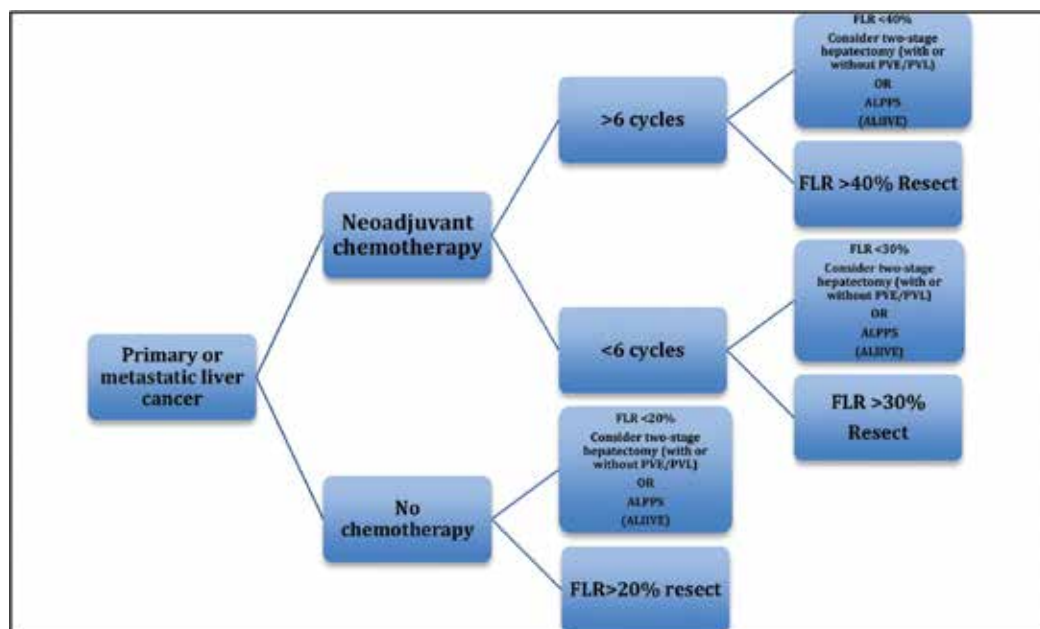 Primary or
metastatic liver
cancer
Neoadjuvant
chemotherapy
>6 cycles
FLR <40%
Consider two-stage
hepatectomy (with or
without PVE/PVL)
OR
ALPPS
(ALIIVE)
FLR >40% Resect
<6 cycles
FLR <30%
Consider two-stage
hepatectomy (with or
without PVE/PVL)
OR
ALPPS
(ALIIVE)
FLR >30%
Resect
No
chemotherapy
FLR <20%
Consider two-stage
hepatectomy (with or
without PVE/PVL)
OR
ALPPS
(ALIIVE)
FLR>20% resect